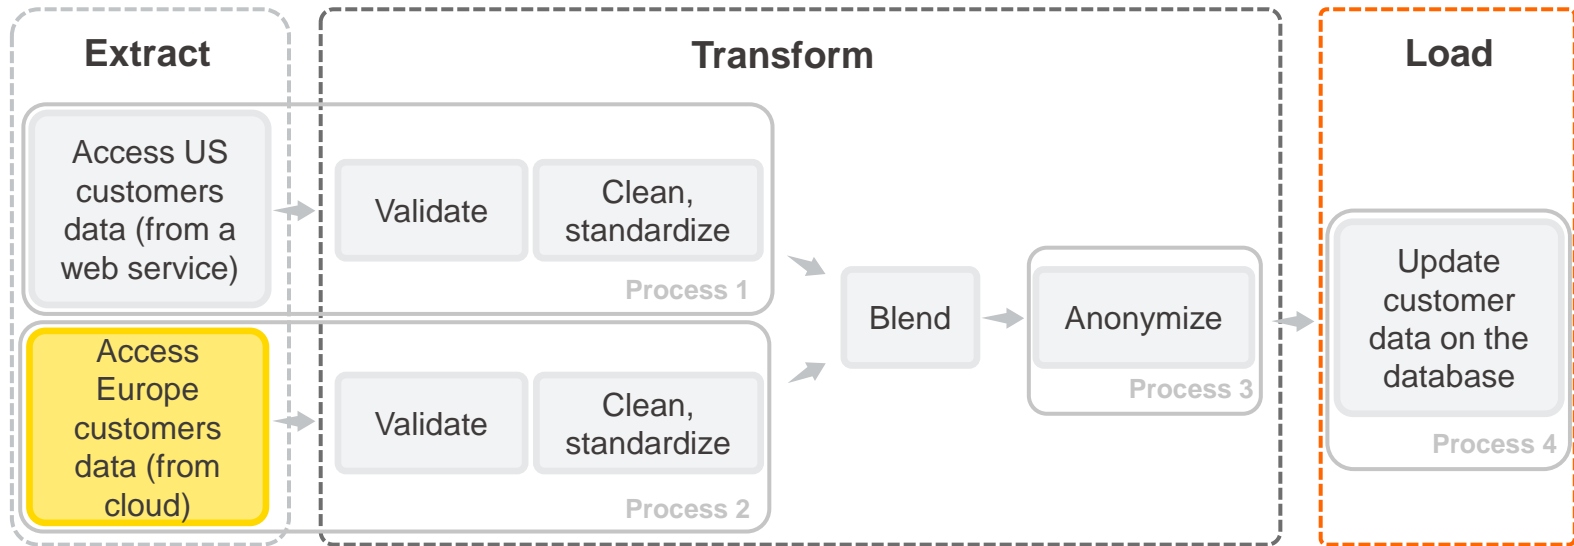 Extract
Transform
Load
Access US
customers
data (from a
web service)
Validate
Clean,
standardize
Process 1
Access
Europe
customers
data (from
cloud)
Validate
Clean,
standardize
Process 2
Blend
Anonymize
Process 3
Update
customer
data on the
database
Process 4